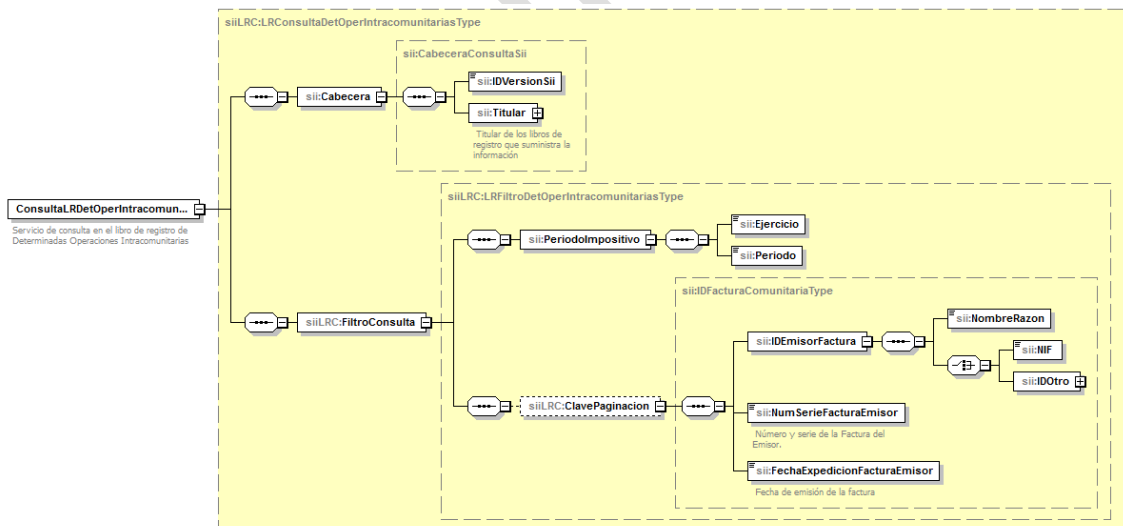 siiLRC:LRConsultaDetOperIntracomunitariasType
sii:CabeceraConsultaSii
sii:IDVersionSii
sii:Cabecera
sii:Titular
Titular de los libros de
registro que suministra la
información
siiLRC:LRFiltroDetOperIntracomunitariasType
ConsultaLRDetOperIntracomun...
Servicio de consulta en el libro de registro de
Determinadas Operaciones Intracomunitarias
sii:Ejercicio
sii:PeriodoImpositivo
sii:Periodo
sii:IDFacturaComunitariaType
siiLRC:FiltroConsulta
sii:NombreRazon
sii:IDEmisorFactura
sii:NIF
sii:IDOtro
siiLRC:ClavePaginacion
sii:NumSerieFacturaEmisor
Número y serie de la Factura del
Emisor.
sii:FechaExpedicionFacturaEmisor
Fecha de emisión de la factura